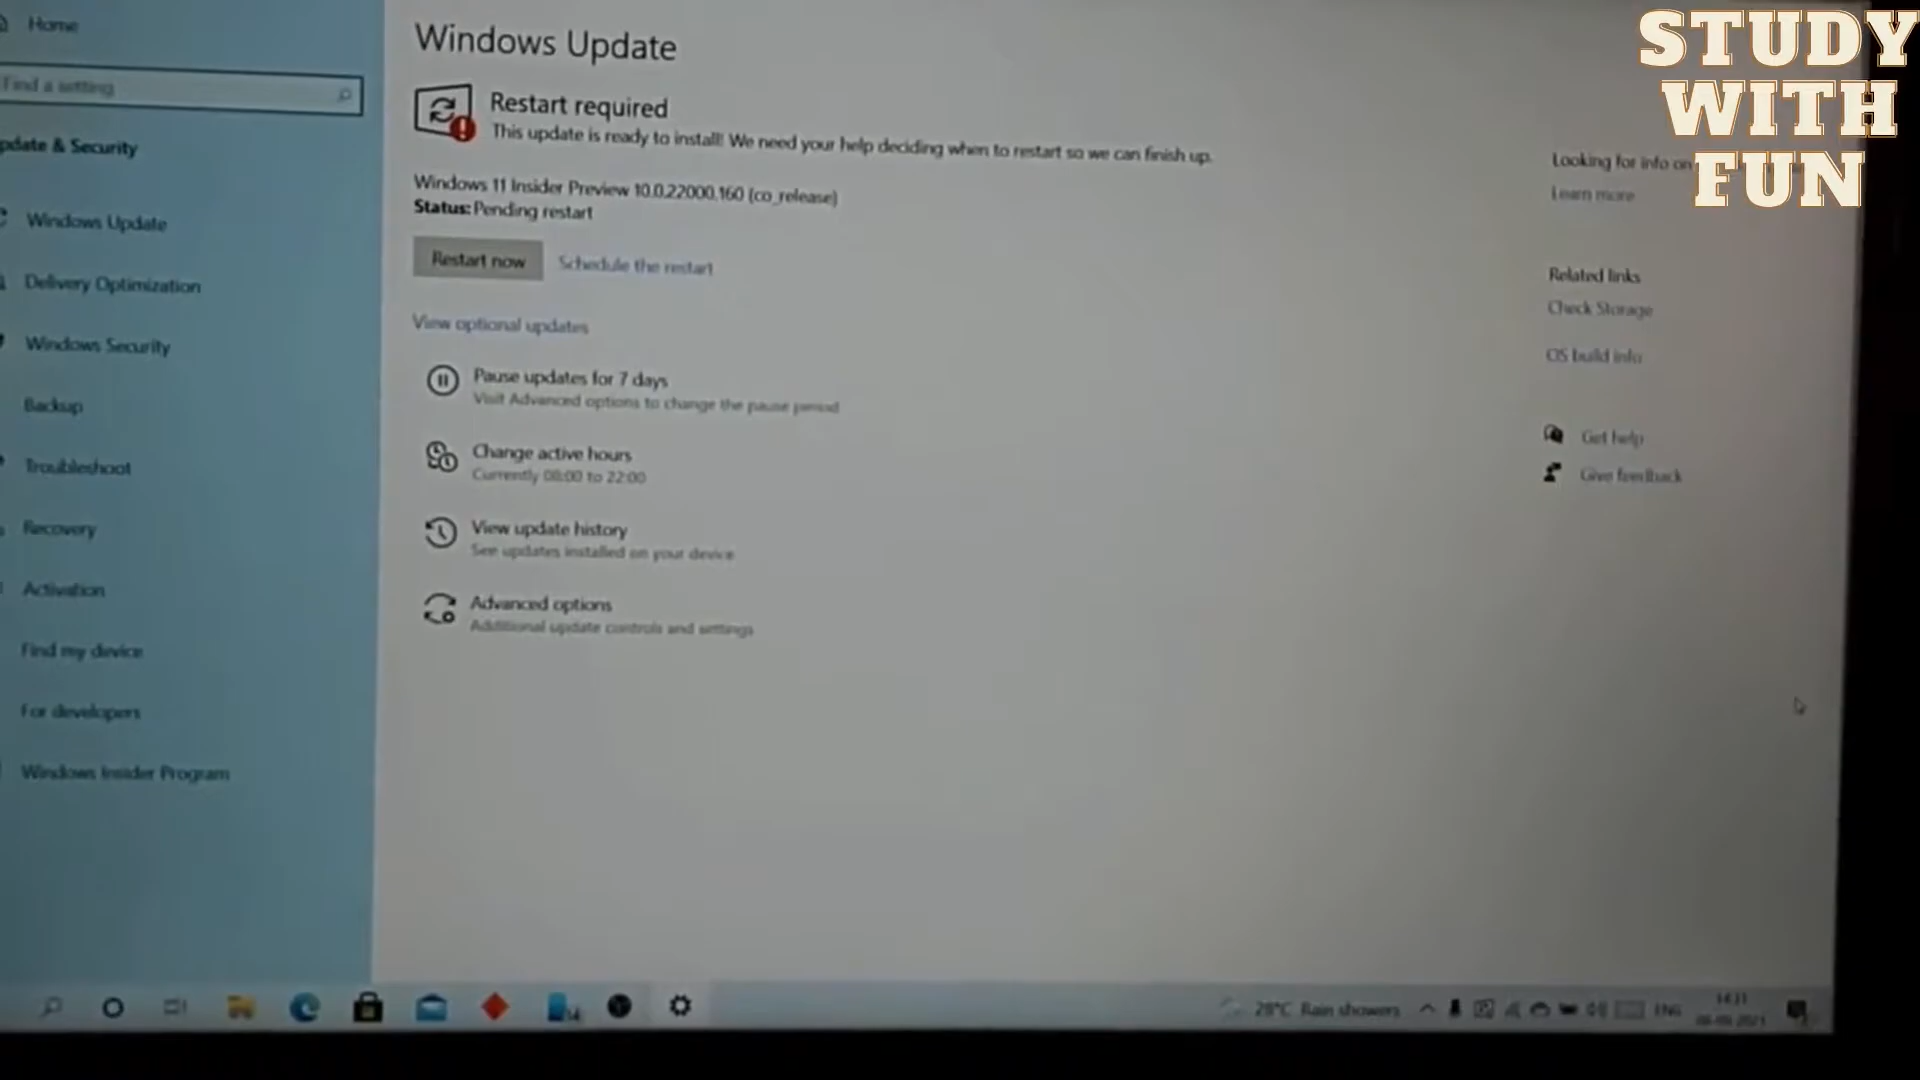 Home
Find a setting
pdate & Security
Windows Update
Delivery Optimization
Windows Security
Backup
Troubleshoot
Recovery
Activation
Find my device
For developers
Windows Insider Program
Windows Update
Restart required
This update is ready to install! We need your help deciding when to restart so we can finish up.
Windows 11 Insider Preview 10.0.22000.160 (co_release)
Status: Pending restart
Restart now
Schedule the restart
View optional updates
Pause updates for 7 days
Visit Advanced options to change the pause period
Change active hours
Currently 08:00 to 22:00
View update history
See updates installed on your device
Advanced options
Additional update controls and settings
STUDY
WITH
FUN
Looking for info on
Learn more
Related links
Check Storage
OS build info
Get help
Give feedback
28°C Rain showers
ENG